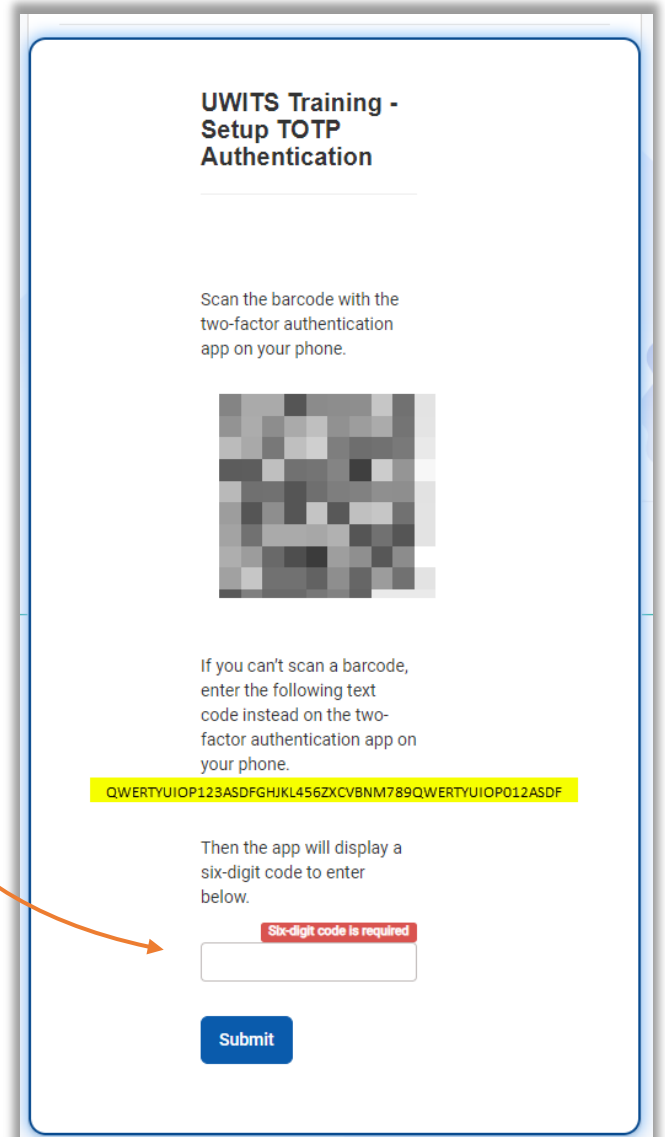 UWITS Training -
Setup TOTP
Authentication
Scan the barcode with the
two-factor authentication
app on your phone.
If you can't scan a barcode,
enter the following text
code instead on the two-
factor authentication app on
your phone.
QWERTYUIOP123ASDFGHJKL456ZXCVBNM789QWERTYUIOP012ASDF
Then the app will display a
six-digit code to enter
below.
Six-digit code is required
Submit